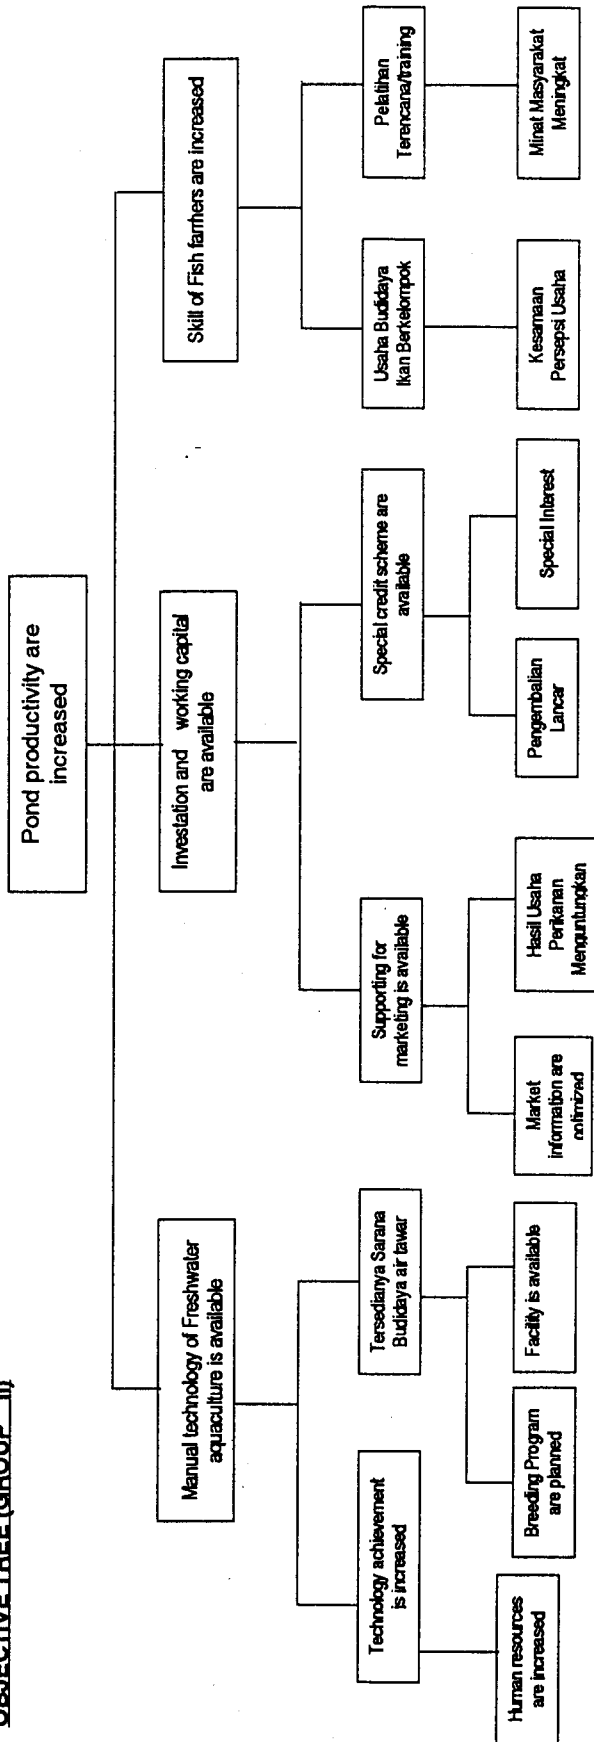 OBJECTIVE TREE (GROUP II)
Pond productivity are
increased
Manual technology of Freshwater
aquaculture is available
Investation and working capital
are available
Skill of Fish farmers are increased
Technology achievement
is increased
Tersedianya Sarana
Budidaya air tawar
Supporting for
marketing is available
Special credit scheme are
available
Usaha Budidaya
Ikan Berkelompok
Pelatihan
Terencana/training
Human resources
are increased
Breeding Program
are planned
Facility is available
Market
information are
optimized
Hasil Usaha
Perikanan
Menguntungkan
Pengembalian
Lancar
Special Interest
Kesamaan
Persepsi Usaha
Minat Masyarakat
Meningkat